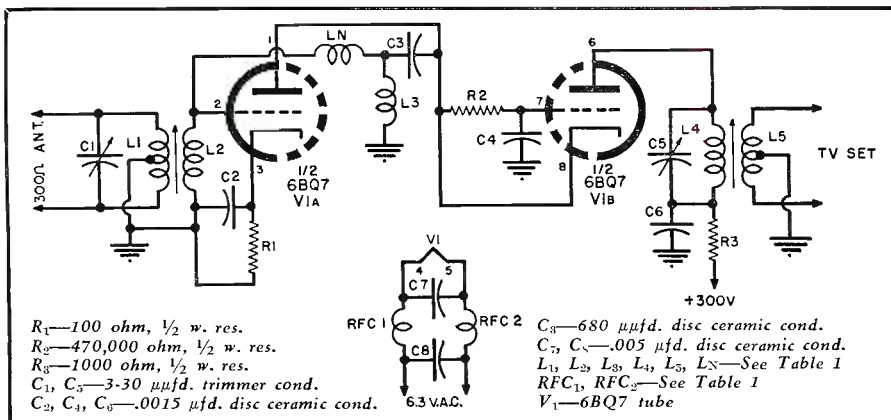 1
LN
C3
6
2
L3
R2
7
300Ω ANT.
C1
L1
L2
C4
C5
L4
L5
TV SET
3
1/2
6BQ7
V1A
8
1/2
6BQ7
V1B
C2
R1
C6
R3
V1
4 5
C7
+300V
RFC 1
RFC 2
C8
6.3 V.A.C.
R₁—100 ohm, ½ w. res.
R₂—470,000 ohm, ½ w. res.
R₃—1000 ohm, ½ w. res.
C₁, C₅—3-30 μμfd. trimmer cond.
C₂, C₄, C₆—.0015 μfd. disc ceramic cond.
C₃—680 μμfd. disc ceramic cond.
C₇, C₈—.005 μfd. disc ceramic cond.
L₁, L₂, L₃, L₄, L₅, LN—See Table 1
RFC₁, RFC₂—See Table 1
V₁—6BQ7 tube